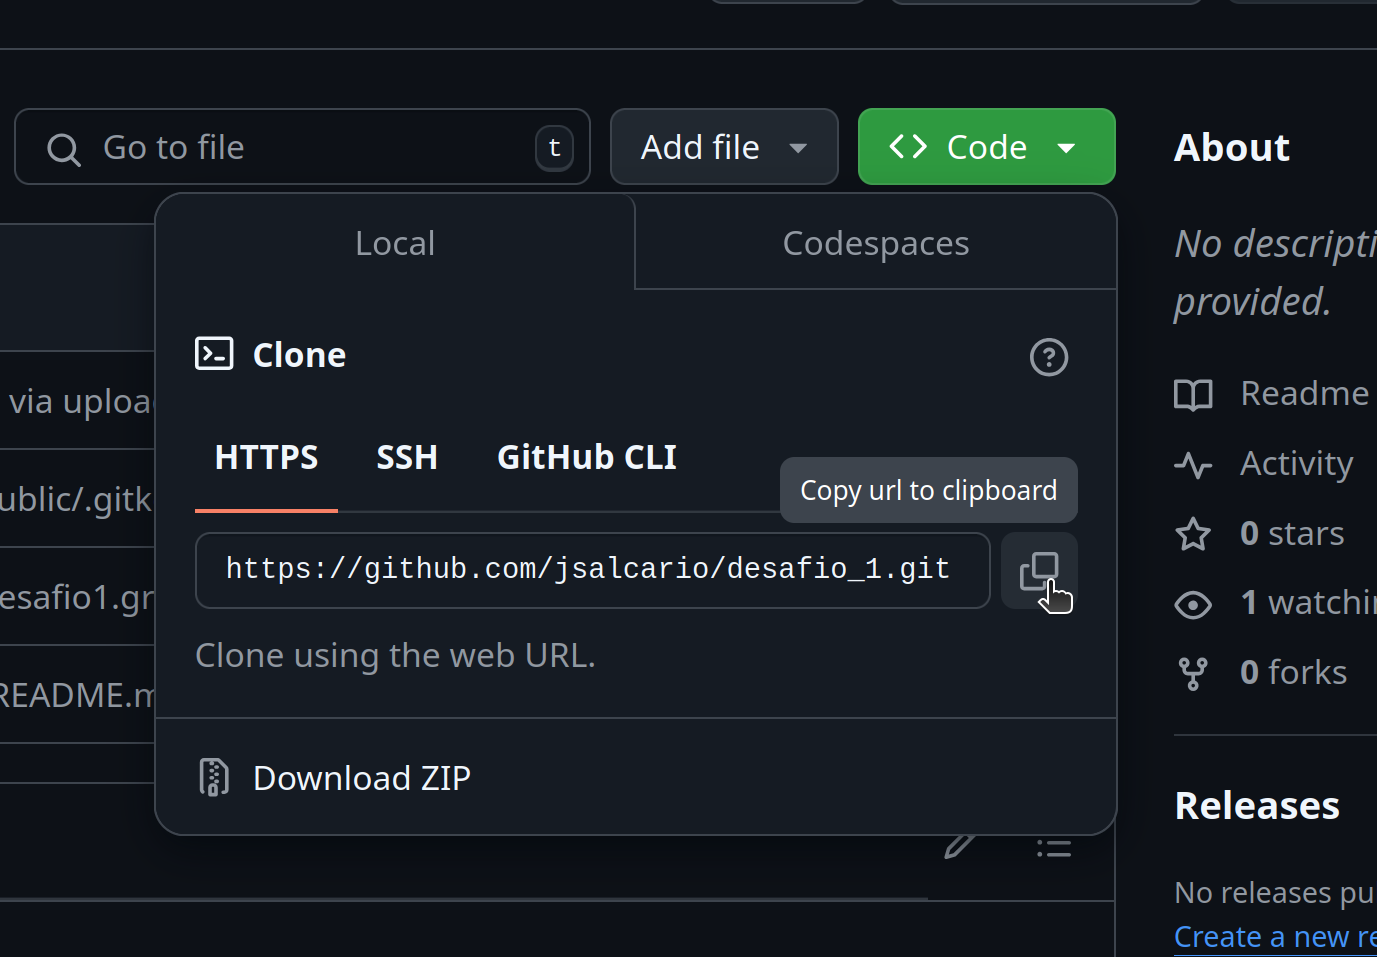 Go to file
t
Add file
Code
About
Local
Codespaces
No descripti
provided.
Clone
via uploa
HTTPS
SSH
GitHub CLI
Copy url to clipboard
ublic/.gitk
https://github.com/jsalcario/desafio_1.git
esafio1.gr
Clone using the web URL.
README.m
Download ZIP
Readme
Activity
0 stars
1 watchin
0 forks
Releases
No releases pu
Create a new re